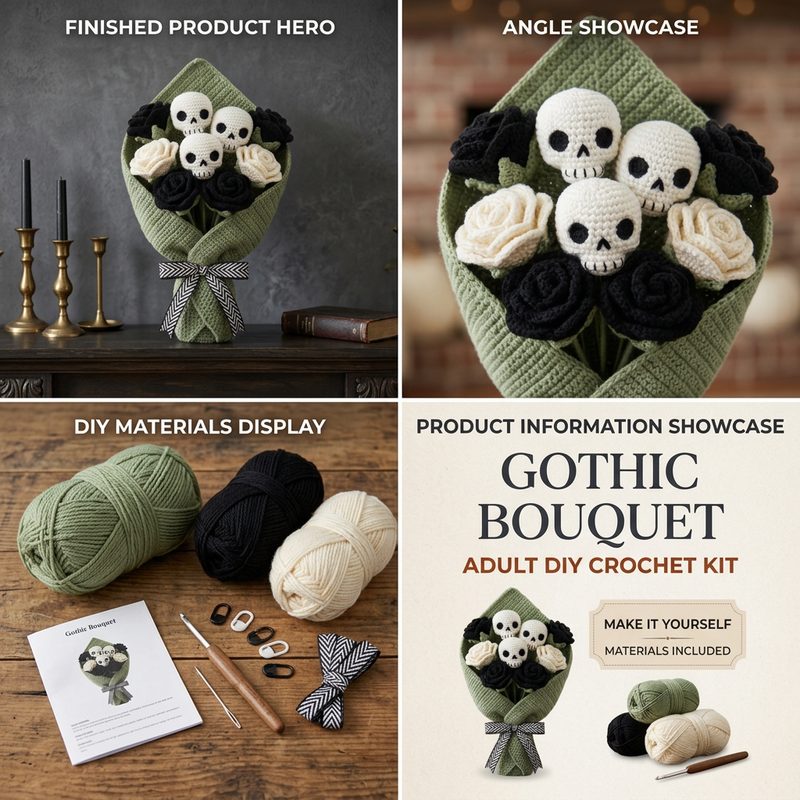 FINISHED PRODUCT HERO
ANGLE SHOWCASE
DIY MATERIALS DISPLAY
Gothic Bouquet
PRODUCT INFORMATION SHOWCASE
GOTHIC
BOUQUET
ADULT DIY CROCHET KIT
MAKE IT YOURSELF
MATERIALS INCLUDED